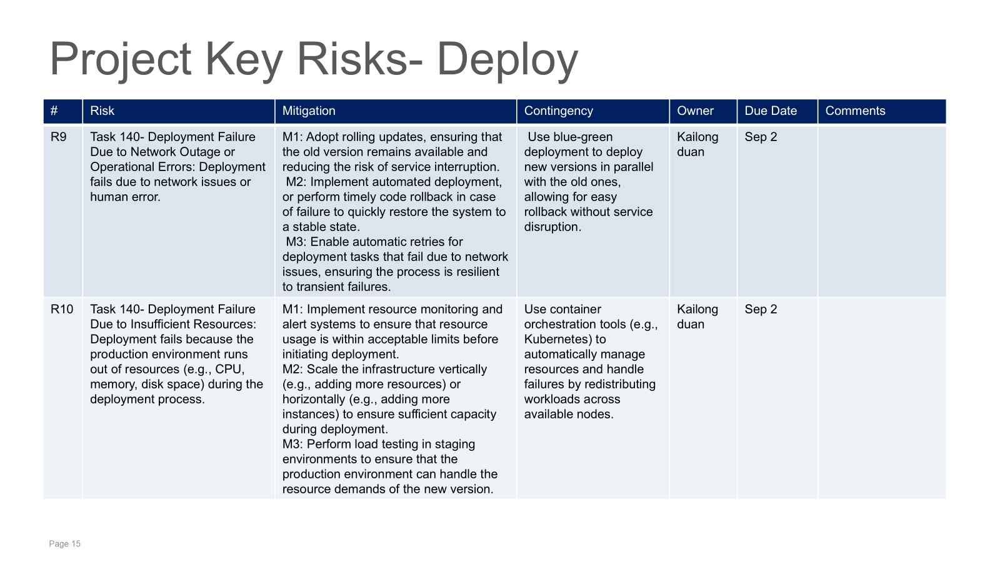 Project Key Risks- Deploy
# Risk Mitigation Contingency Owner Due Date Comments
R9
Task 140- Deployment Failure
Due to Network Outage or
Operational Errors: Deployment
fails due to network issues or
human error.
M1: Adopt rolling updates, ensuring that
the old version remains available and
reducing the risk of service interruption.
M2: Implement automated deployment,
or perform timely code rollback in case
of failure to quickly restore the system to
a stable state.
M3: Enable automatic retries for
deployment tasks that fail due to network
issues, ensuring the process is resilient
to transient failures.
Use blue-green
deployment to deploy
new versions in parallel
with the old ones,
allowing for easy
rollback without service
disruption.
Kailong
duan
Sep 2
R10
Task 140- Deployment Failure
Due to Insufficient Resources:
Deployment fails because the
production environment runs
out of resources (e.g., CPU,
memory, disk space) during the
deployment process.
M1: Implement resource monitoring and
alert systems to ensure that resource
usage is within acceptable limits before
initiating deployment.
M2: Scale the infrastructure vertically
(e.g., adding more resources) or
horizontally (e.g., adding more
instances) to ensure sufficient capacity
during deployment.
M3: Perform load testing in staging
environments to ensure that the
production environment can handle the
resource demands of the new version.
Use container
orchestration tools (e.g.,
Kubernetes) to
automatically manage
resources and handle
failures by redistributing
workloads across
available nodes.
Kailong
duan
Sep 2
Page 15